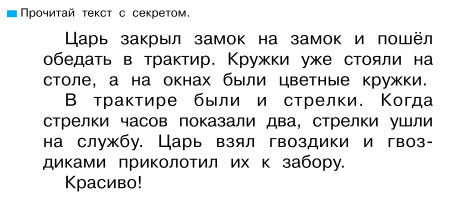 Прочитай текст с секретом.
Царь закрыл замок на замок и пошёл
обедать в трактир. Кружки уже стояли на
столе, а на окнах были цветные кружки.
В трактире были и стрелки. Когда
стрелки часов показали два, стрелки ушли
на службу. Царь взял гвоздики и гвоз-
диками приколотил их к забору.
Красиво!